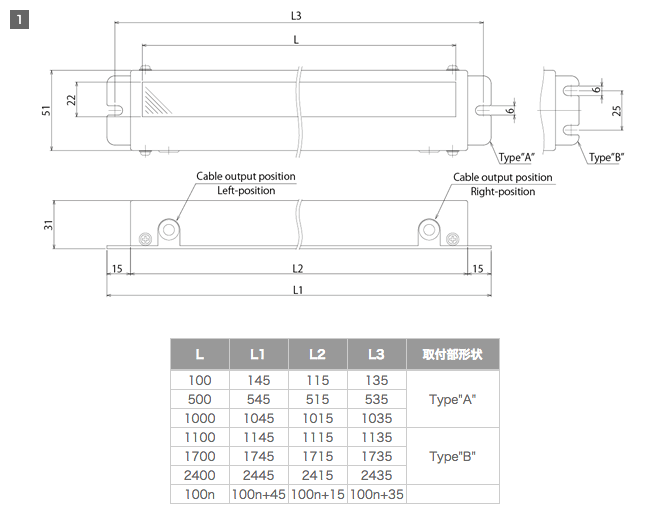 1
L3
L
51
22
6
6
25
Type"A"
Type"B"
Cable output position
Left-position
Cable output position
Right-position
31
15
L2
15
L1
L L1 L2 L3 取付部形状
100 145 115 135
500 545 515 535 Type"A"
1000 1045 1015 1035
1100 1145 1115 1135
1700 1745 1715 1735 Type"B"
2400 2445 2415 2435
100n 100n+45 100n+15 100n+35